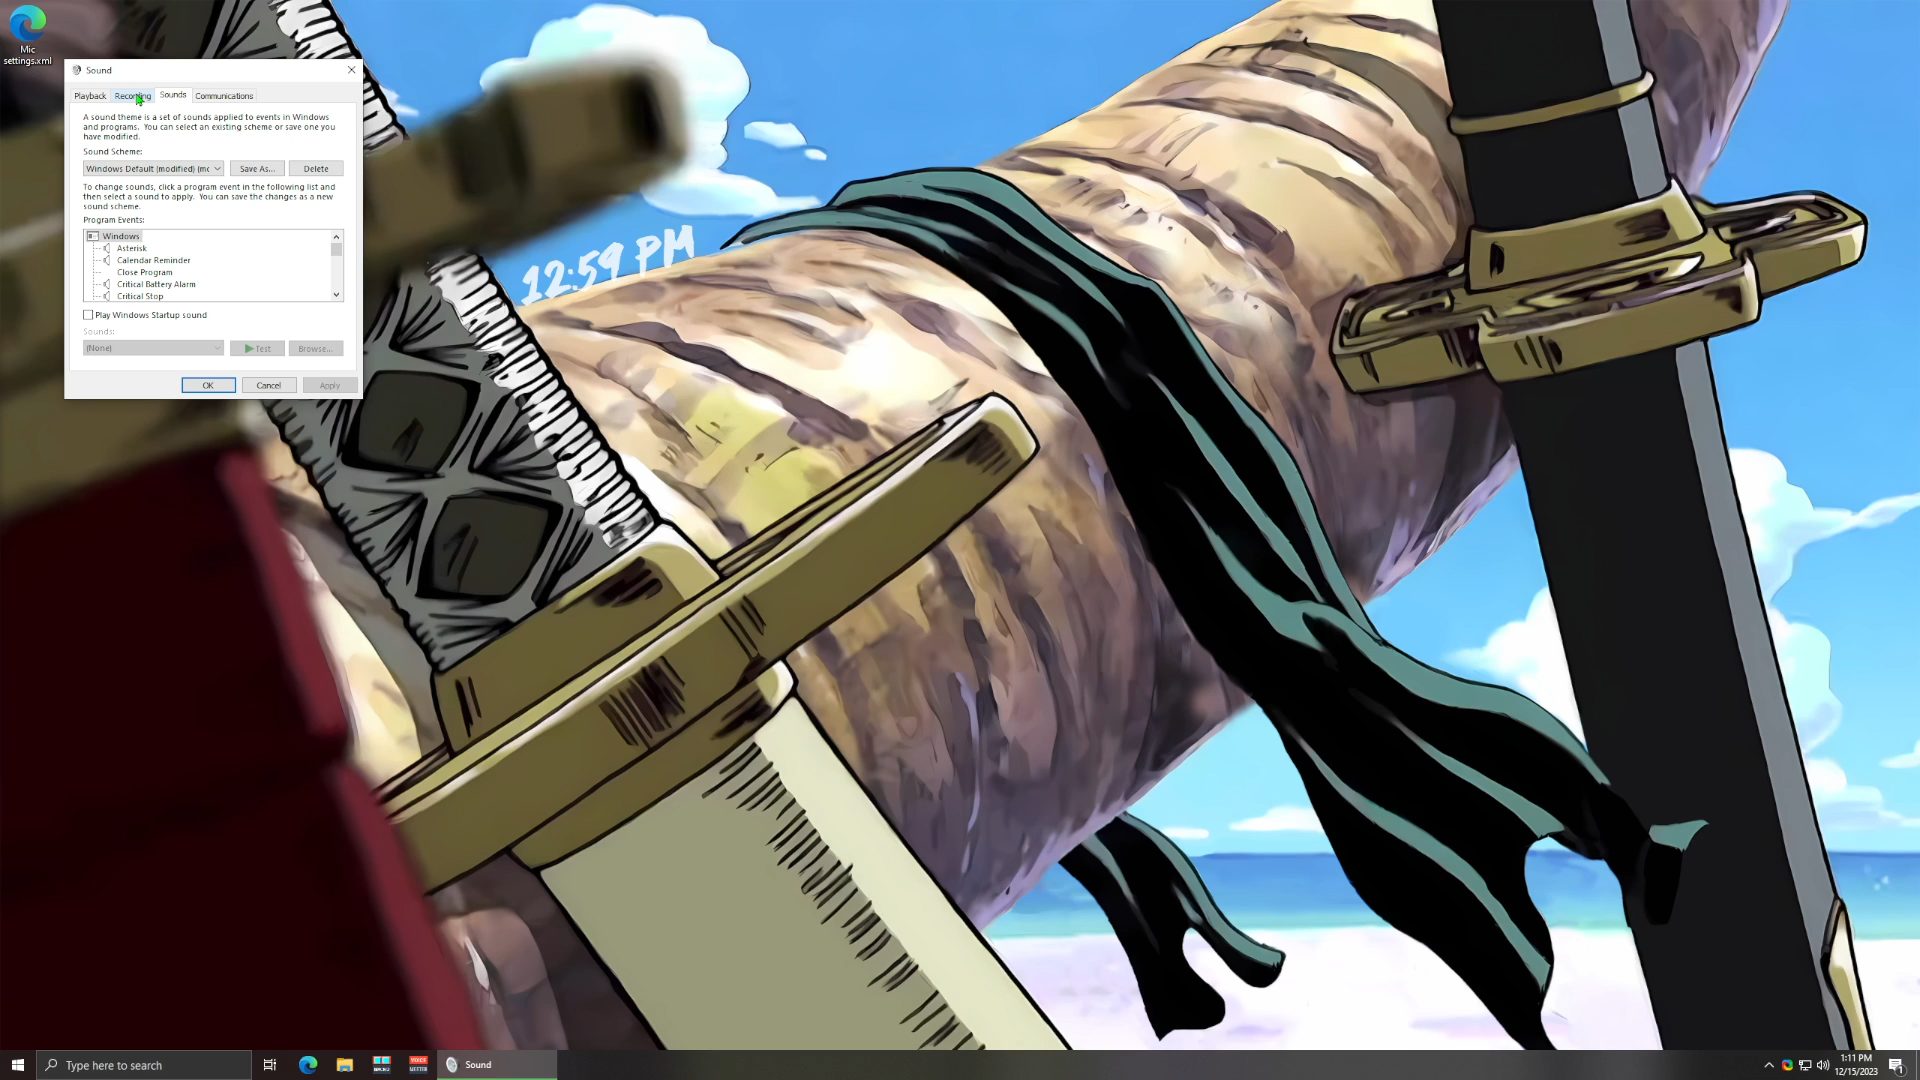 Mic
settings.xml
Sound
Playback
Recording
Sounds
Communications
A sound theme is a set of sounds applied to events in Windows
and programs. You can select an existing scheme or save one you
have modified.
Sound Scheme:
Windows Default (modified) (mc
Save As...
Delete
To change sounds, click a program event in the following list and
then select a sound to apply. You can save the changes as a new
sound scheme.
Program Events:
Windows
Asterisk
Calendar Reminder
Close Program
Critical Battery Alarm
Critical Stop
Play Windows Startup sound
Sounds:
(None)
Test
Browse...
OK
Cancel
Apply
12:59 PM
Type here to search
VOICE
Sound
1:11 PM
12/15/2023
1